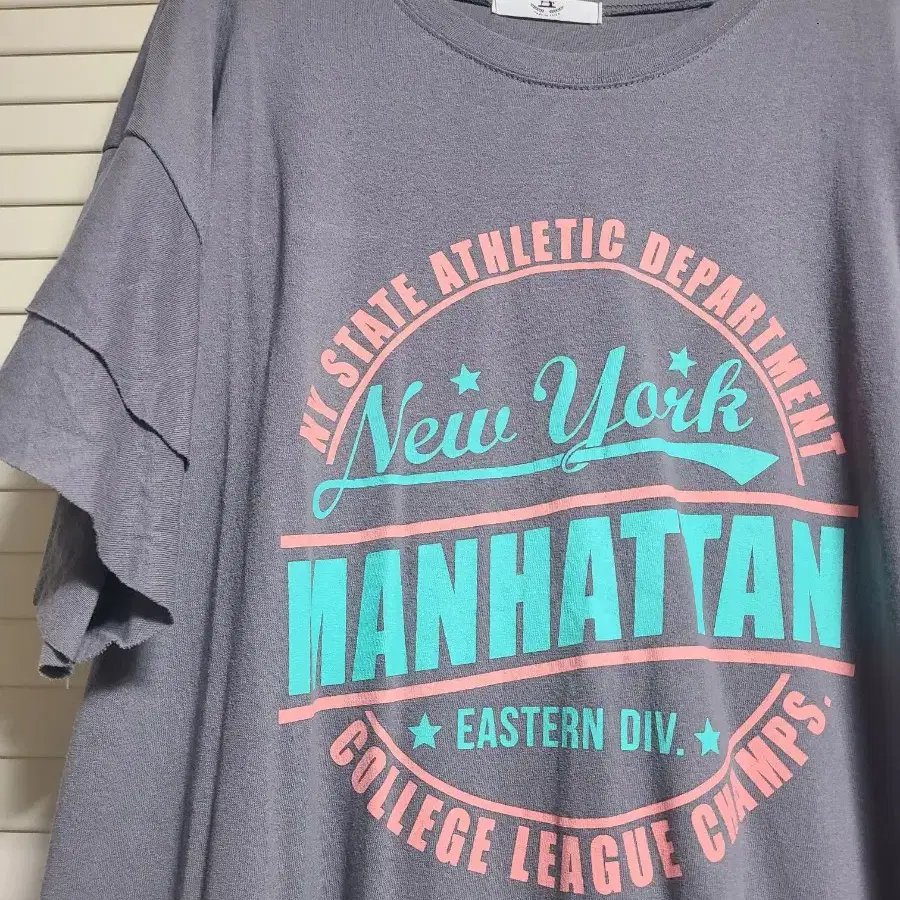 NY STATE ATHLETIC DEPARTMENT
New York
MANHATTAN
EASTERN DIV.
COLLEGE LEAGUE CHAMPS.